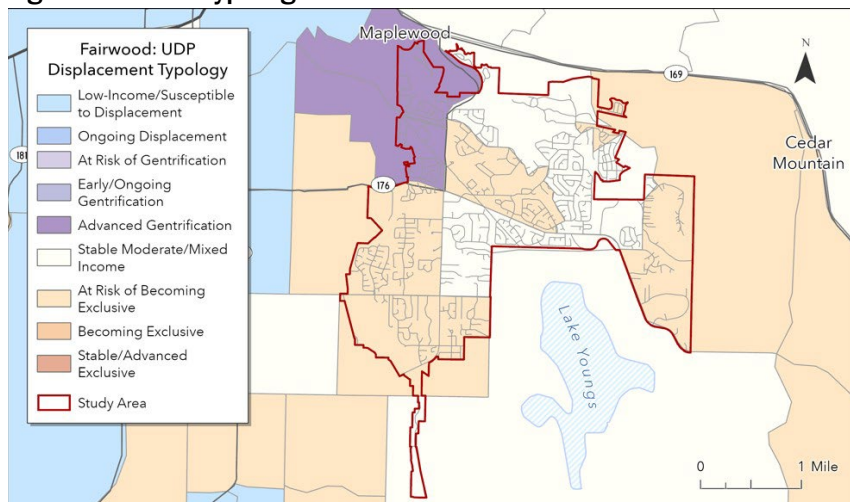 Fairwood: UDP
Displacement Typology
Low-Income/Susceptible
to Displacement
Ongoing Displacement
At Risk of Gentrification
Early/Ongoing
Gentrification
Advanced Gentrification
Stable Moderate/Mixed
Income
At Risk of Becoming
Exclusive
Becoming Exclusive
Stable/Advanced
Exclusive
Study Area
Maplewood
169
N
Cedar
Mountain
181
176
Lake Youngs
0 1 Mile